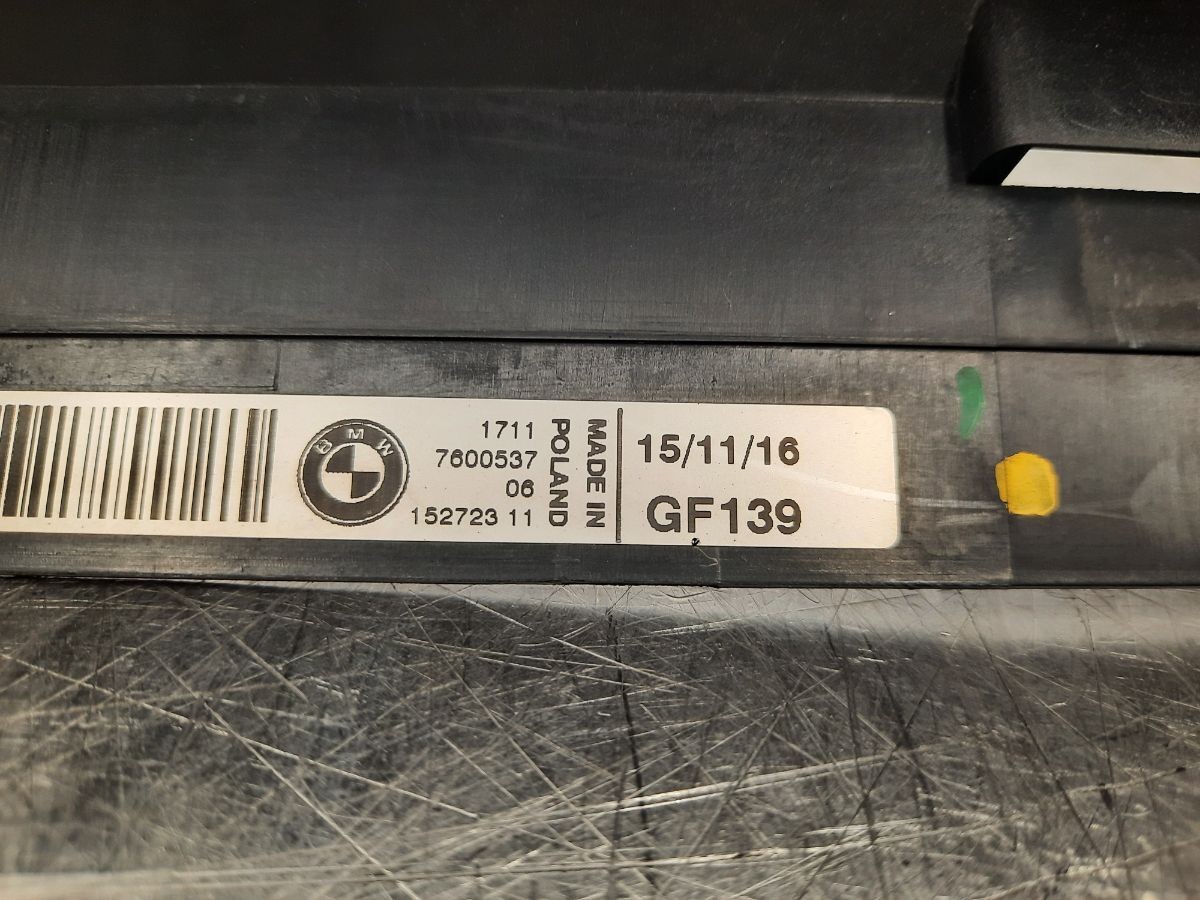 BMW
1711
7600537
06
152723 11
MADE IN
POLAND
15/11/16
GF139